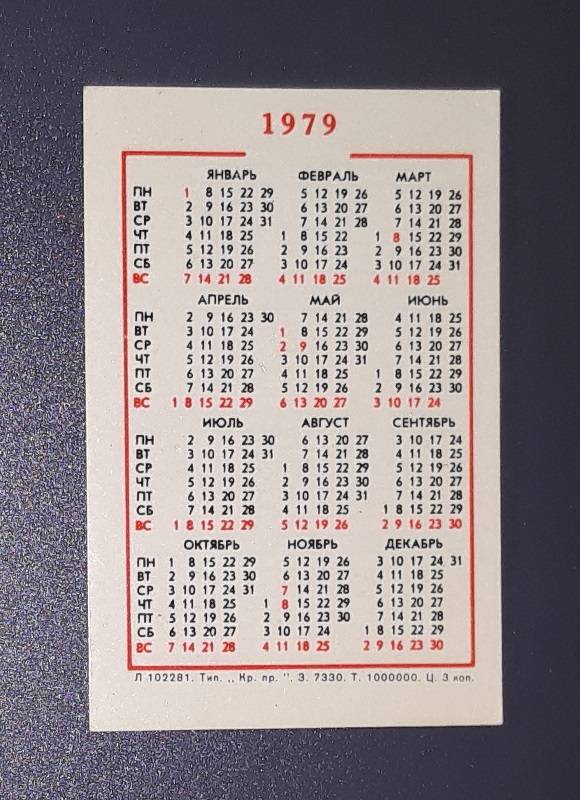 1979
ЯНВАРЬ ФЕВРАЛЬ МАРТ
ПН 1 8 15 22 29 5 12 19 26 5 12 19 26
ВТ 2 9 16 23 30 6 13 20 27 6 13 20 27
СР 3 10 17 24 31 7 14 21 28 7 14 21 28
ЧТ 4 11 18 25 1 8 15 22 1 8 15 22 29
ПТ 5 12 19 26 2 9 16 23 2 9 16 23 30
СБ 6 13 20 27 3 10 17 24 3 10 17 24 31
ВС 7 14 21 28 4 11 18 25 4 11 18 25
АПРЕЛЬ МАЙ ИЮНЬ
ПН 2 9 16 23 30 7 14 21 28 4 11 18 25
ВТ 3 10 17 24 1 8 15 22 29 5 12 19 26
СР 4 11 18 25 2 9 16 23 30 6 13 20 27
ЧТ 5 12 19 26 3 10 17 24 31 7 14 21 28
ПТ 6 13 20 27 4 11 18 25 1 8 15 22 29
СБ 7 14 21 28 5 12 19 26 2 9 16 23 30
ВС 1 8 15 22 29 6 13 20 27 3 10 17 24
ИЮЛЬ АВГУСТ СЕНТЯБРЬ
ПН 2 9 16 23 30 6 13 20 27 3 10 17 24
ВТ 3 10 17 24 31 7 14 21 28 4 11 18 25
СР 4 11 18 25 1 8 15 22 29 5 12 19 26
ЧТ 5 12 19 26 2 9 16 23 30 6 13 20 27
ПТ 6 13 20 27 3 10 17 24 31 7 14 21 28
СБ 7 14 21 28 4 11 18 25 1 8 15 22 29
ВС 1 8 15 22 29 5 12 19 26 2 9 16 23 30
ОКТЯБРЬ НОЯБРЬ ДЕКАБРЬ
ПН 1 8 15 22 29 5 12 19 26 3 10 17 24 31
ВТ 2 9 16 23 30 6 13 20 27 4 11 18 25
СР 3 10 17 24 31 7 14 21 28 5 12 19 26
ЧТ 4 11 18 25 1 8 15 22 29 6 13 20 27
ПТ 5 12 19 26 2 9 16 23 30 7 14 21 28
СБ 6 13 20 27 3 10 17 24 1 8 15 22 29
ВС 7 14 21 28 4 11 18 25 2 9 16 23 30
Л 102281. Тип. „ Кр. пр. ". З. 7330. Т. 1000000. Ц. 3 коп.